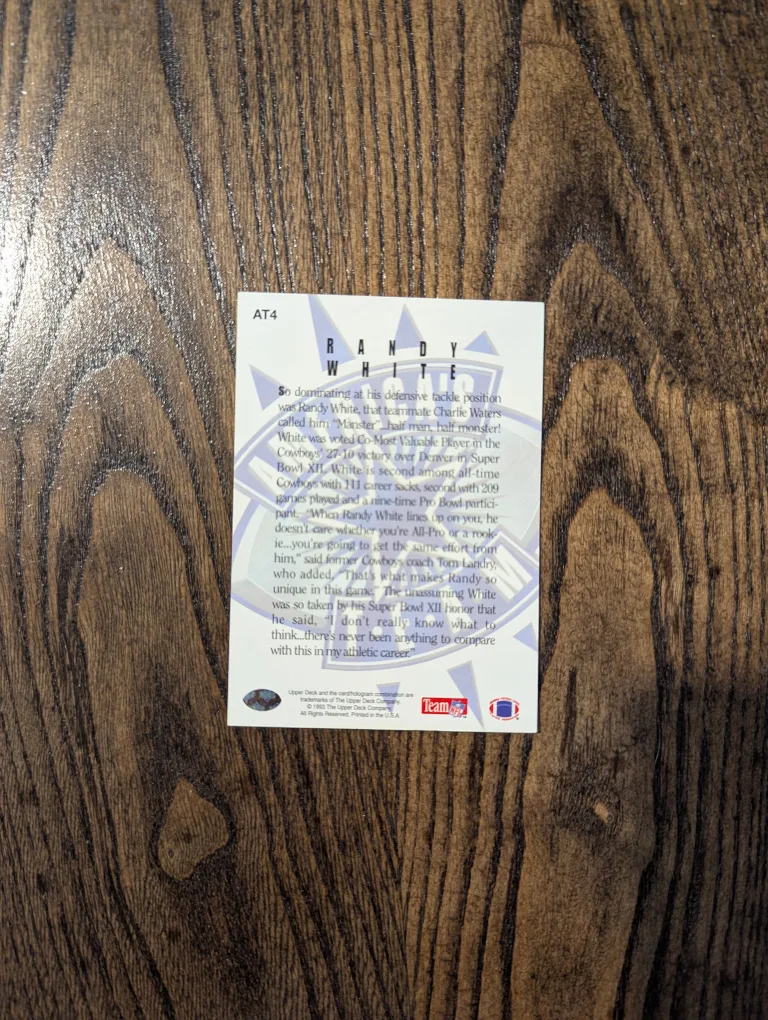 AT4
RANDY
WHITE
So dominating at his defensive tackle position
was Randy White, that teammate Charlie Waters
called him "Manster", half man, half monster!
White was voted Co-Most Valuable Player in the
Cowboys' 27-10 victory over Denver in Super
Bowl XII. White is second among all-time
Cowboys with 111 career sacks, second with 209
games played and a nine-time Pro Bowl partici-
pant. "When Randy White lines up on you, he
doesn't care whether you're All-Pro or a rook-
ie...you're going to get the same effort from
him," said former Cowboys coach Tom Landry,
who added, "That's what makes Randy so
unique in this game." The unassuming White
was so taken by his Super Bowl XII honor that
he said, "I don't really know what to
think...there's never been anything to compare
with this in my athletic career."
Upper Deck and the card/hologram combination are
trademarks of The Upper Deck Company.
© 1993 The Upper Deck Company.
All Rights Reserved. Printed in the U.S.A.
Team NFL